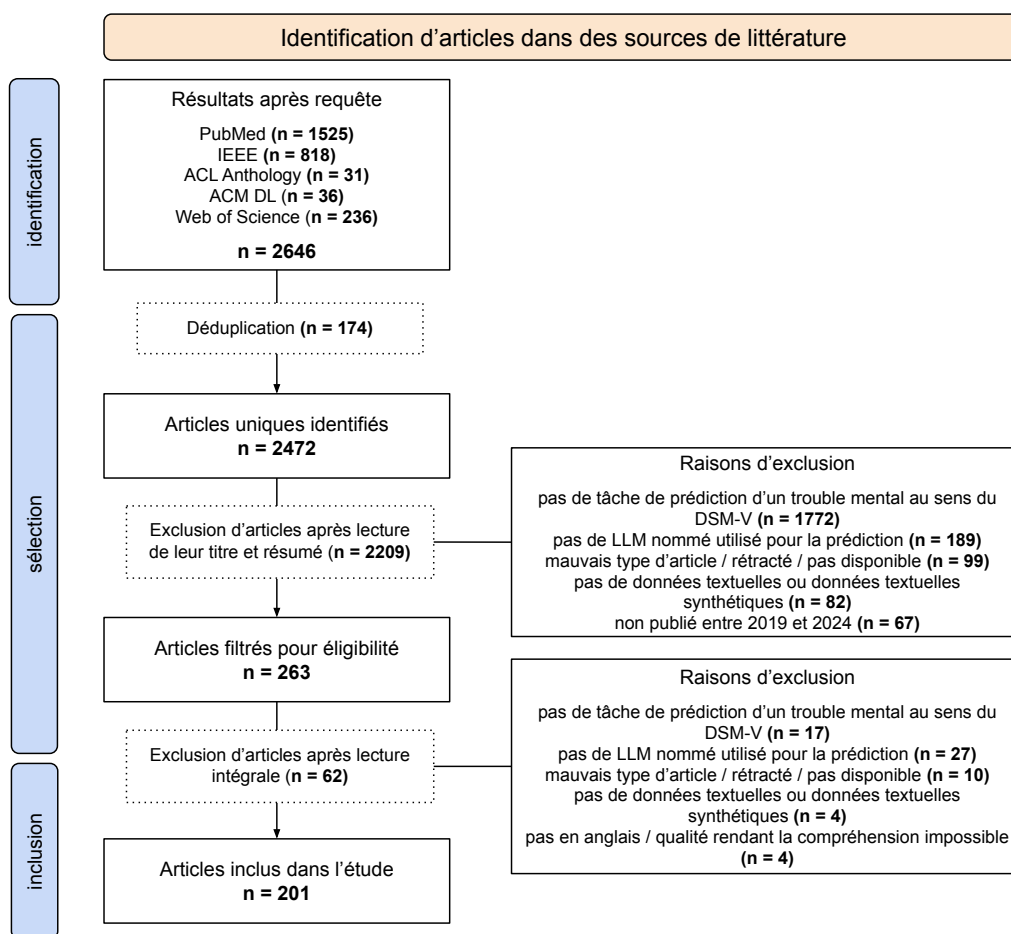 Identification d’articles dans des sources de littérature
identification
Résultats après requête
PubMed (n = 1525)
IEEE (n = 818)
ACL Anthology (n = 31)
ACM DL (n = 36)
Web of Science (n = 236)
n = 2646
Déduplication (n = 174)
sélection
Articles uniques identifiés
n = 2472
Exclusion d’articles après lecture
de leur titre et résumé (n = 2209)
Raisons d’exclusion
pas de tâche de prédiction d’un trouble mental au sens du
DSM-V (n = 1772)
pas de LLM nommé utilisé pour la prédiction (n = 189)
mauvais type d’article / rétracté / pas disponible (n = 99)
pas de données textuelles ou données textuelles
synthétiques (n = 82)
non publié entre 2019 et 2024 (n = 67)
Articles filtrés pour éligibilité
n = 263
Exclusion d’articles après lecture
intégrale (n = 62)
Raisons d’exclusion
pas de tâche de prédiction d’un trouble mental au sens du
DSM-V (n = 17)
pas de LLM nommé utilisé pour la prédiction (n = 27)
mauvais type d’article / rétracté / pas disponible (n = 10)
pas de données textuelles ou données textuelles
synthétiques (n = 4)
pas en anglais / qualité rendant la compréhension impossible
(n = 4)
inclusion
Articles inclus dans l’étude
n = 201